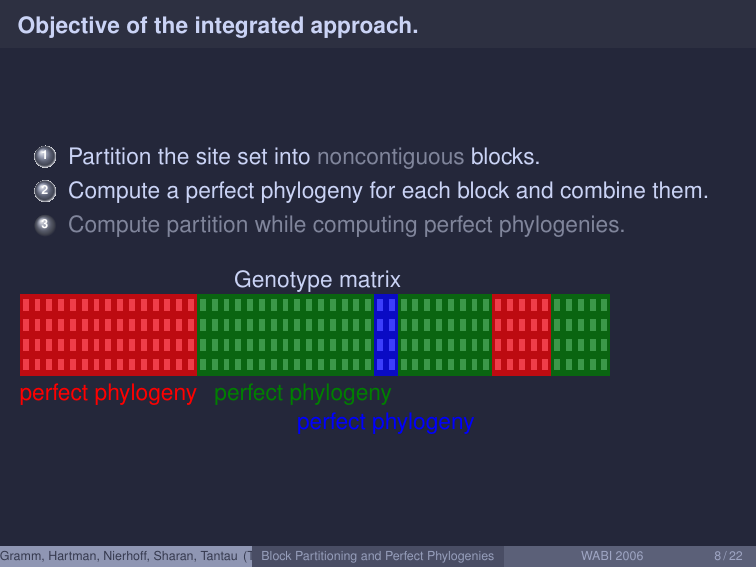 Objective of the integrated approach.
1 Partition the site set into noncontiguous blocks.
2 Compute a perfect phylogeny for each block and combine them.
3 Compute partition while computing perfect phylogenies.
Genotype matrix
perfect phylogeny perfect phylogeny
perfect phylogeny
Gramm, Hartman, Nierhoff, Sharan, Tantau (T Block Partitioning and Perfect Phylogenies WABI 2006 8 / 22